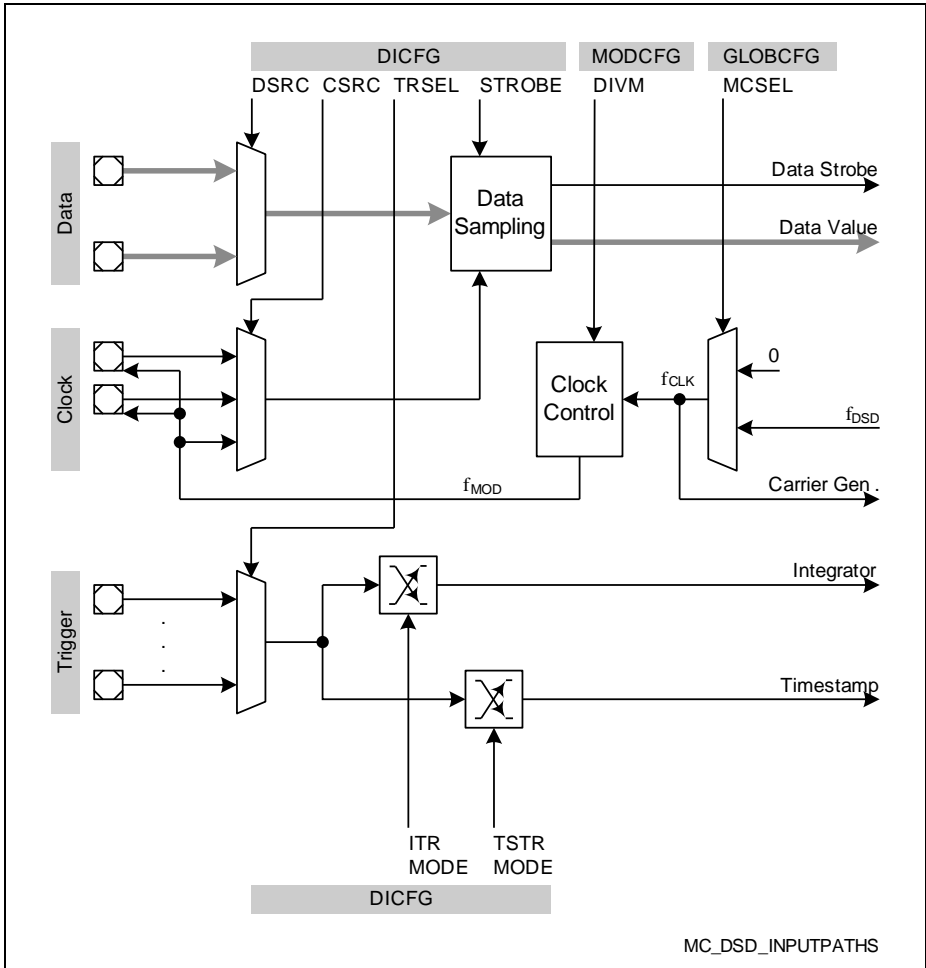 DICFG MODCFG GLOBCFG
DSRC CSRC TRSEL STROBE DIVM MCSEL
Data
Data
Sampling
Data Strobe
Data Value
Clock
Clock
Control
fCLK
0
fDSD
fMOD
Carrier Gen .
Trigger
.
.
.
Integrator
Timestamp
ITR
MODE
TSTR
MODE
DICFG
MC_DSD_INPUTPATHS